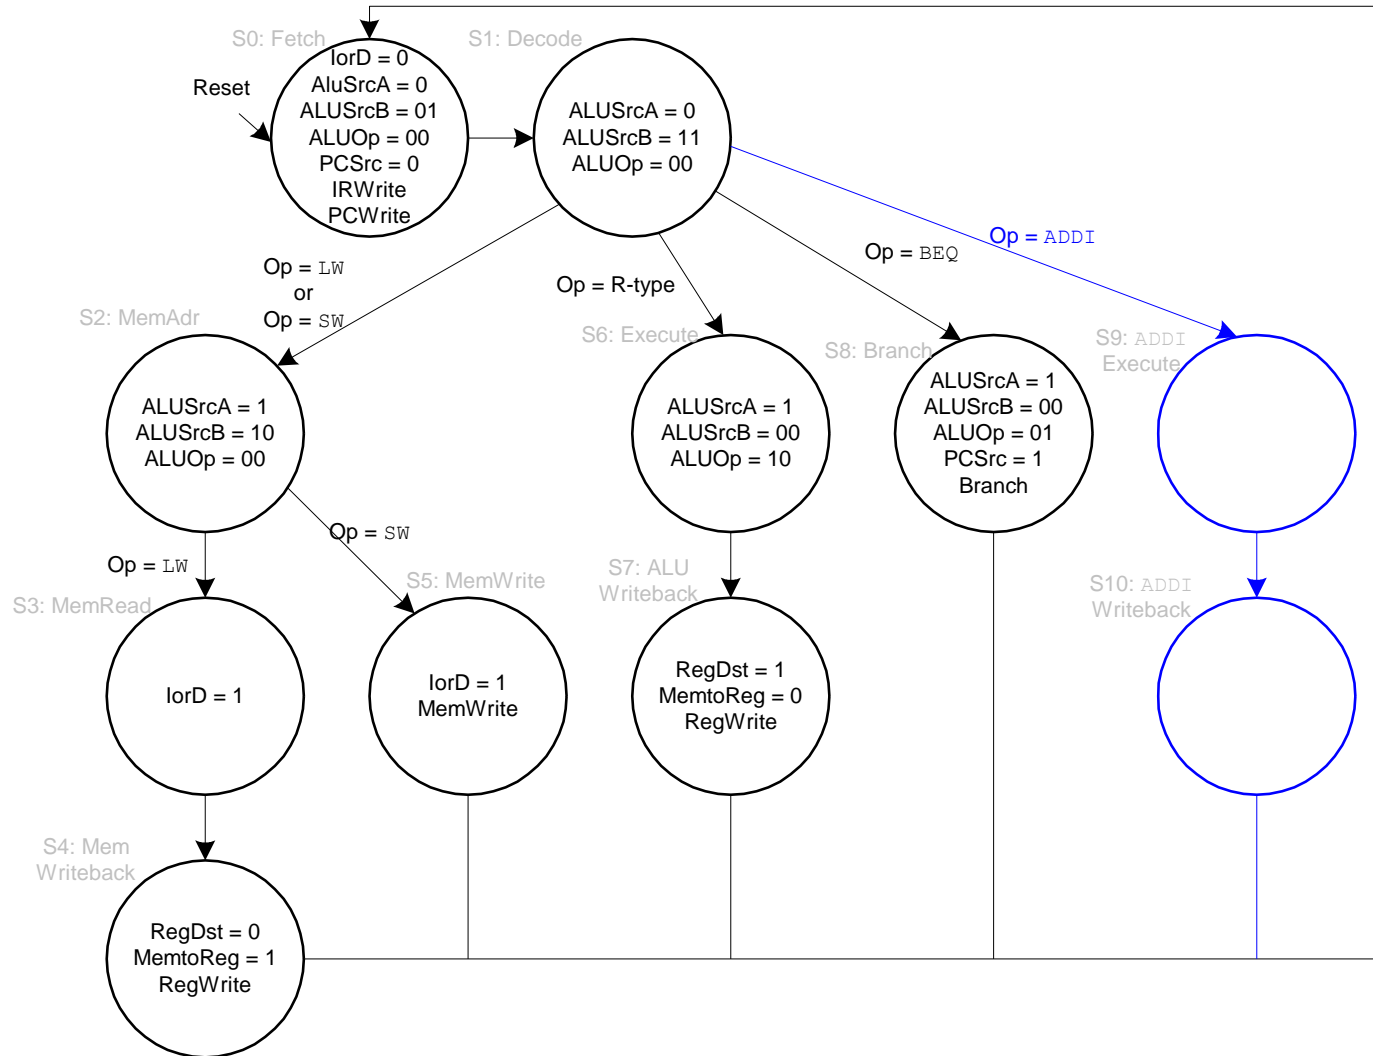 S0: Fetch
S1: Decode
Reset
IorD = 0
AluSrcA = 0
ALUSrcB = 01
ALUOp = 00
PCSrc = 0
IRWrite
PCWrite
ALUSrcA = 0
ALUSrcB = 11
ALUOp = 00
Op = LW
or
Op = SW
Op = R-type
Op = BEQ
Op = ADDI
S2: MemAdr
ALUSrcA = 1
ALUSrcB = 10
ALUOp = 00
S6: Execute
ALUSrcA = 1
ALUSrcB = 00
ALUOp = 10
S8: Branch
ALUSrcA = 1
ALUSrcB = 00
ALUOp = 01
PCSrc = 1
Branch
S9: ADDI
Execute
Op = LW
Op = SW
S3: MemRead
IorD = 1
S5: MemWrite
IorD = 1
MemWrite
S7: ALU
Writeback
RegDst = 1
MemtoReg = 0
RegWrite
S10: ADDI
Writeback
S4: Mem
Writeback
RegDst = 0
MemtoReg = 1
RegWrite